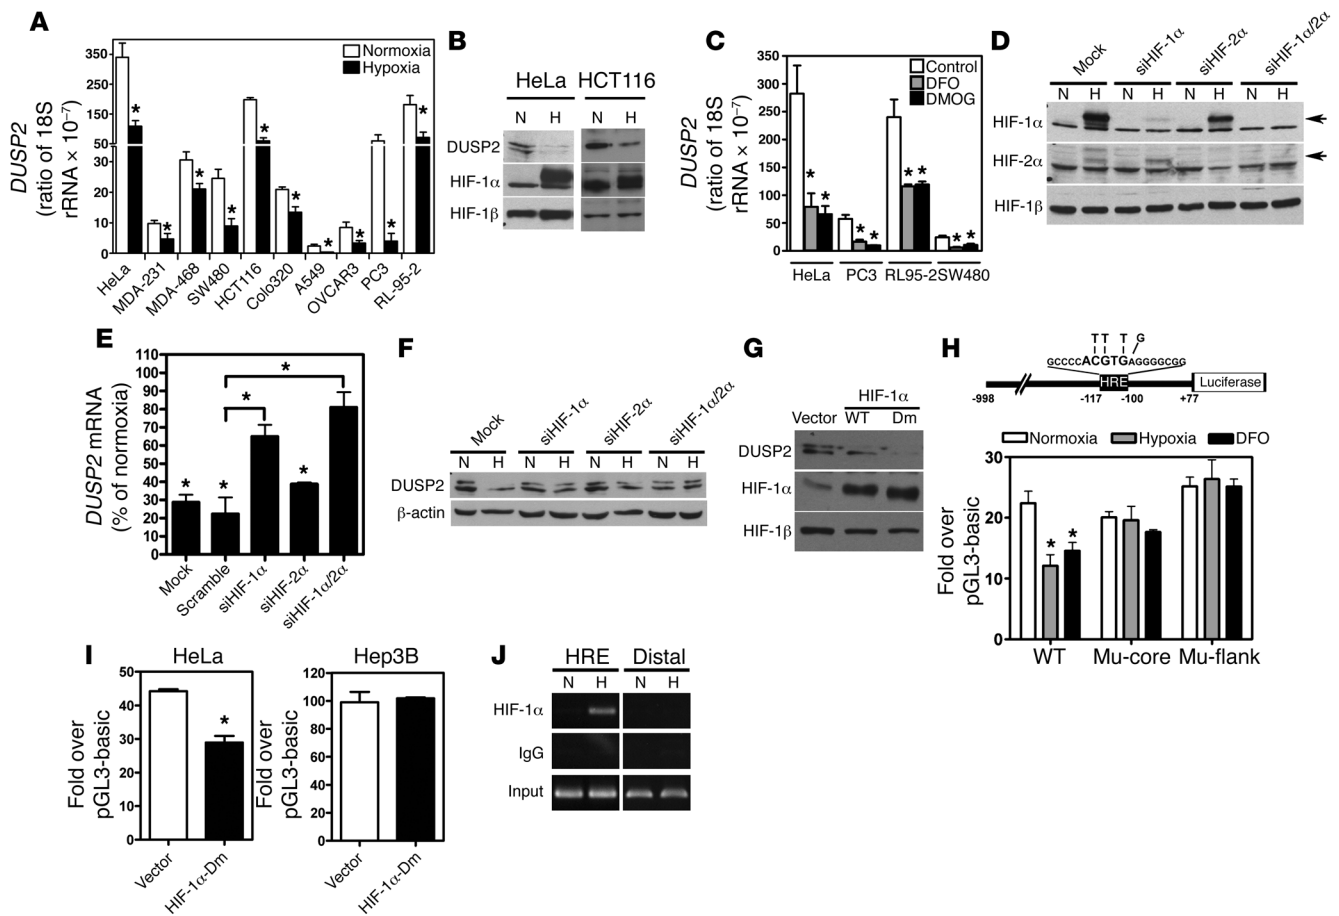 A
DUSP2
(ratio of 18S
rRNA × 10⁻⁷)
350
250
150
50
30
20
10
0
Normoxia
Hypoxia
HeLa
MDA-231
MDA-468
SW480
HCT116
Colo320
A549
OVCAR3
PC3
RL-95-2
* * * * * * * * * *
B
HeLa HCT116
N H N H
DUSP2
HIF-1α
HIF-1β
C
DUSP2
(ratio of 18S
rRNA × 10⁻⁷)
350
300
250
200
150
100
50
0
Control
DFO
DMOG
* * * * * * * *
HeLa PC3 RL95-2 SW480
D
Mock siHIF-1α siHIF-2α siHIF-1α/2α
N H N H N H N H
HIF-1α
HIF-2α
HIF-1β
E
DUSP2 mRNA
(% of normoxia)
110
100
90
80
70
60
50
40
30
20
10
0
* * * * *
Mock
Scramble
siHIF-1α
siHIF-2α
siHIF-1α/2α
F
Mock siHIF-1α siHIF-2α siHIF-1α/2α
N H N H N H N H
DUSP2
β-actin
G
HIF-1α
Vector WT Dm
DUSP2
HIF-1α
HIF-1β
H
T T T G
GCCCCACGTGAGGGGCGG
HRE
Luciferase
-998 -117 -100 +77
Normoxia Hypoxia DFO
Fold over
pGL3-basic
30
20
10
0
* *
WT Mu-core Mu-flank
I
HeLa
Fold over
pGL3-basic
50
40
30
20
10
0
*
Vector
HIF-1α-Dm
Hep3B
Fold over
pGL3-basic
120
100
80
60
40
20
0
Vector
HIF-1α-Dm
J
HRE Distal
N H N H
HIF-1α
IgG
Input